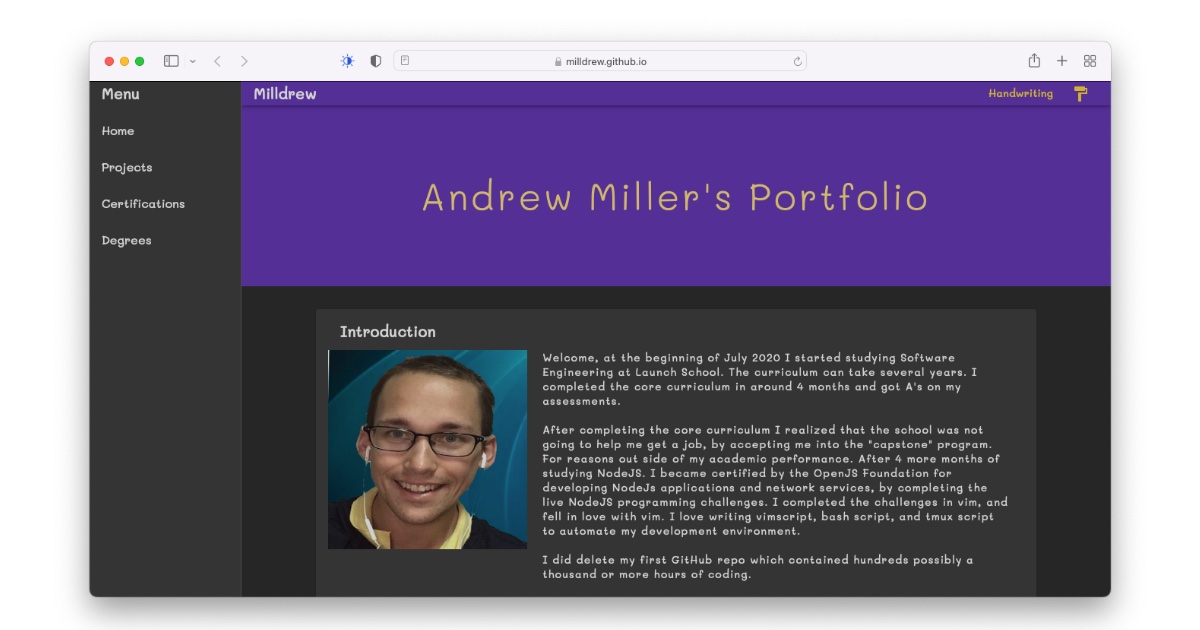 milldrew.github.io
Menu
Milldrew
Handwriting
Home
Projects
Certifications
Degrees
Andrew Miller's Portfolio
Introduction
Welcome, at the beginning of July 2020 I started studying Software
Engineering at Launch School. The curriculum can take several years. I
completed the core curriculum in around 4 months and got A's on my
assessments.
After completing the core curriculum I realized that the school was not
going to help me get a job, by accepting me into the "capstone" program.
For reasons out side of my academic performance. After 4 more months of
studying NodeJS. I became certified by the OpenJS Foundation for
developing NodeJs applications and network services, by completing the
live NodeJS programming challenges. I completed the challenges in vim, and
fell in love with vim. I love writing vimscript, bash script, and tmux script
to automate my development environment.
I did delete my first GitHub repo which contained hundreds possibly a
thousand or more hours of coding.